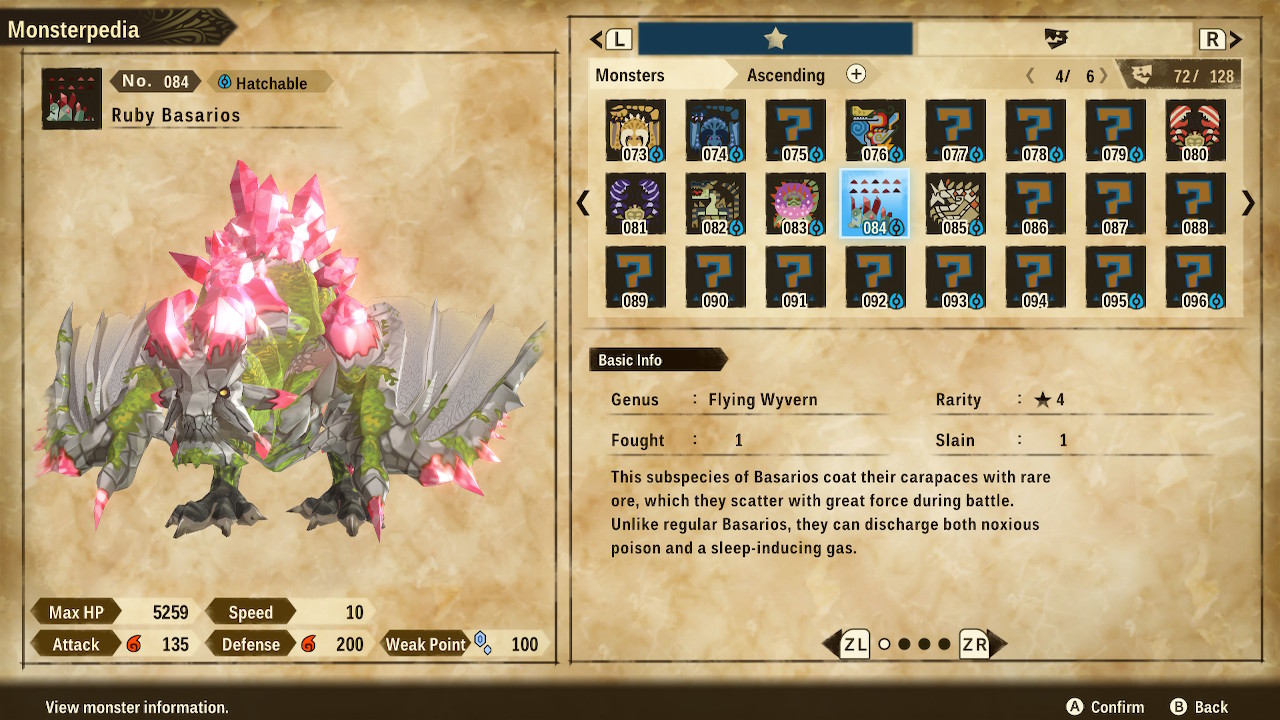 Monsterpedia
No. 084 Hatchable
Ruby Basarios
Max HP 5259 Speed 10
Attack 135 Defense 200 Weak Point 100
L R
Monsters Ascending + 4/ 6 72/ 128
073 074 075 076 077 078 079 080
081 082 083 084 085 086 087 088
089 090 091 092 093 094 095 096
Basic Info
Genus : Flying Wyvern Rarity : ★ 4
Fought : 1 Slain : 1
This subspecies of Basarios coat their carapaces with rare
ore, which they scatter with great force during battle.
Unlike regular Basarios, they can discharge both noxious
poison and a sleep-inducing gas.
ZL ZR
View monster information. A Confirm B Back